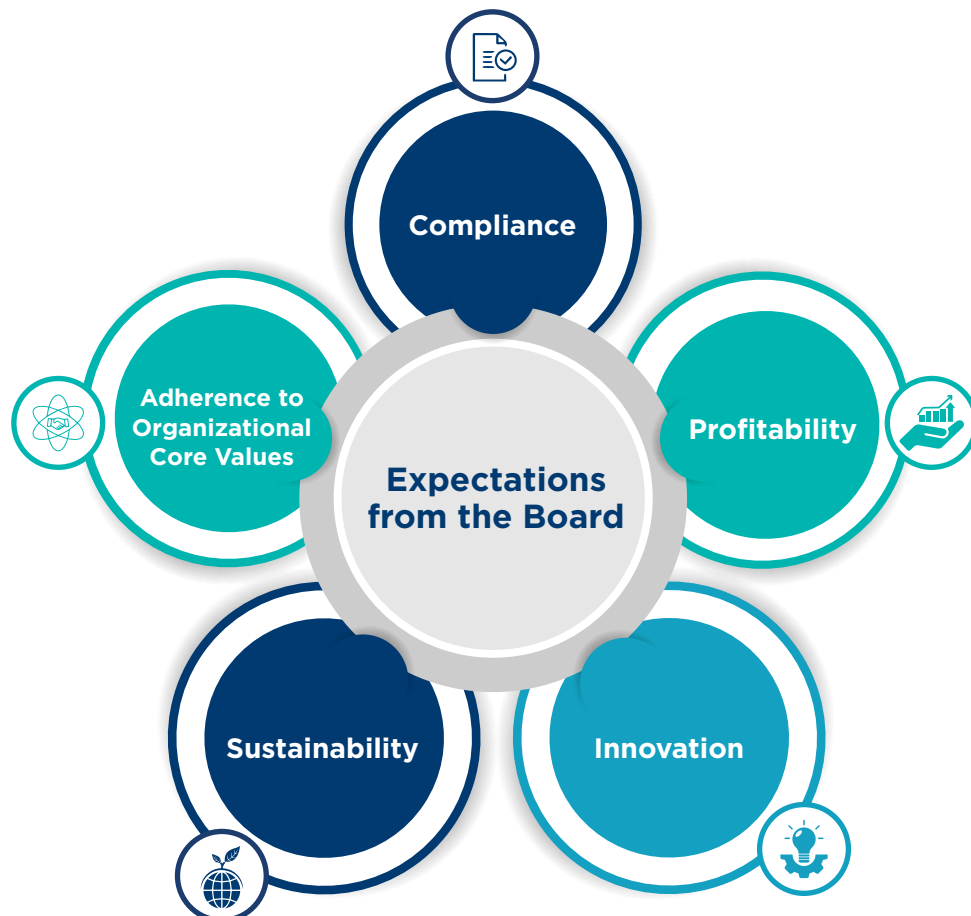 Compliance
Adherence to
Organizational
Core Values
Profitability
Expectations
from the Board
Sustainability
Innovation